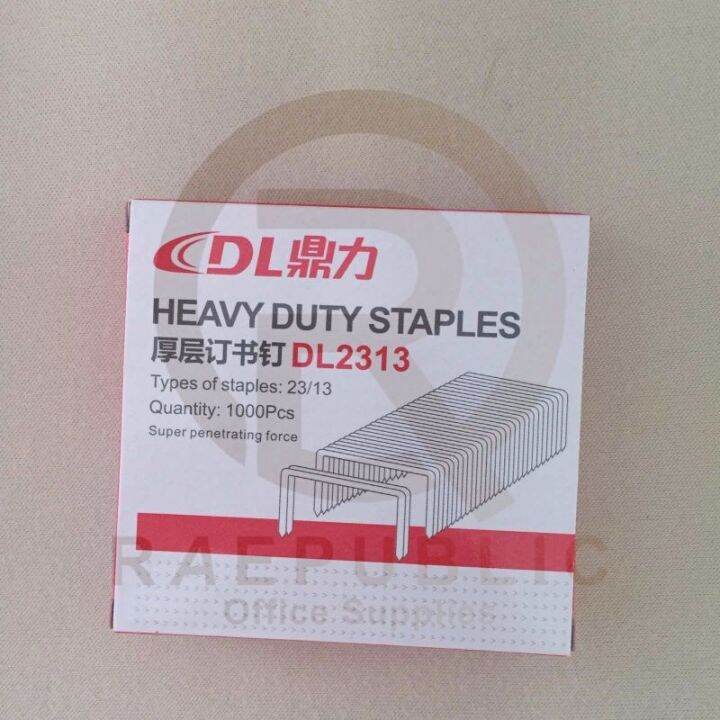 CDL鼎力
HEAVY DUTY STAPLES
厚层订书钉 DL2313
Types of staples: 23/13
Quantity: 1000Pcs
Super penetrating force
RAEPUBLIC
Office Supplies